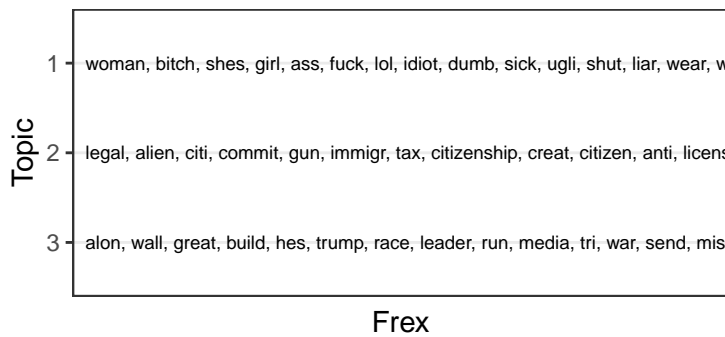 Topic
1 woman, bitch, shes, girl, ass, fuck, lol, idiot, dumb, sick, ugli, shut, liar, wear, w
2 legal, alien, citi, commit, gun, immigr, tax, citizenship, creat, citizen, anti, licens
3 alon, wall, great, build, hes, trump, race, leader, run, media, tri, war, send, mis
Frex